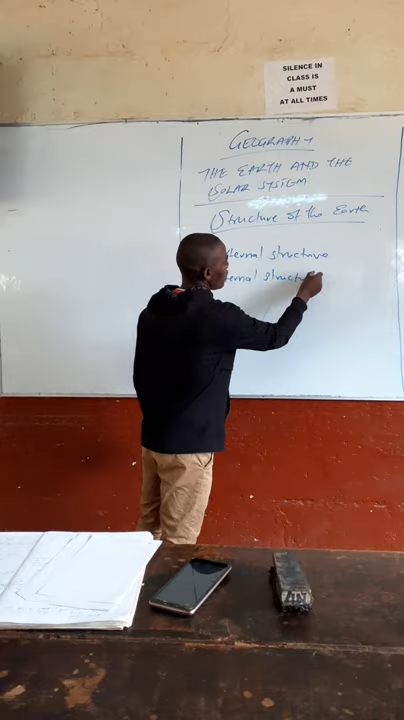 SILENCE IN
CLASS IS
A MUST
AT ALL TIMES
GEOGRAPHY
THE EARTH AND THE
SOLAR SYSTEM
Structure of the Earth
structure